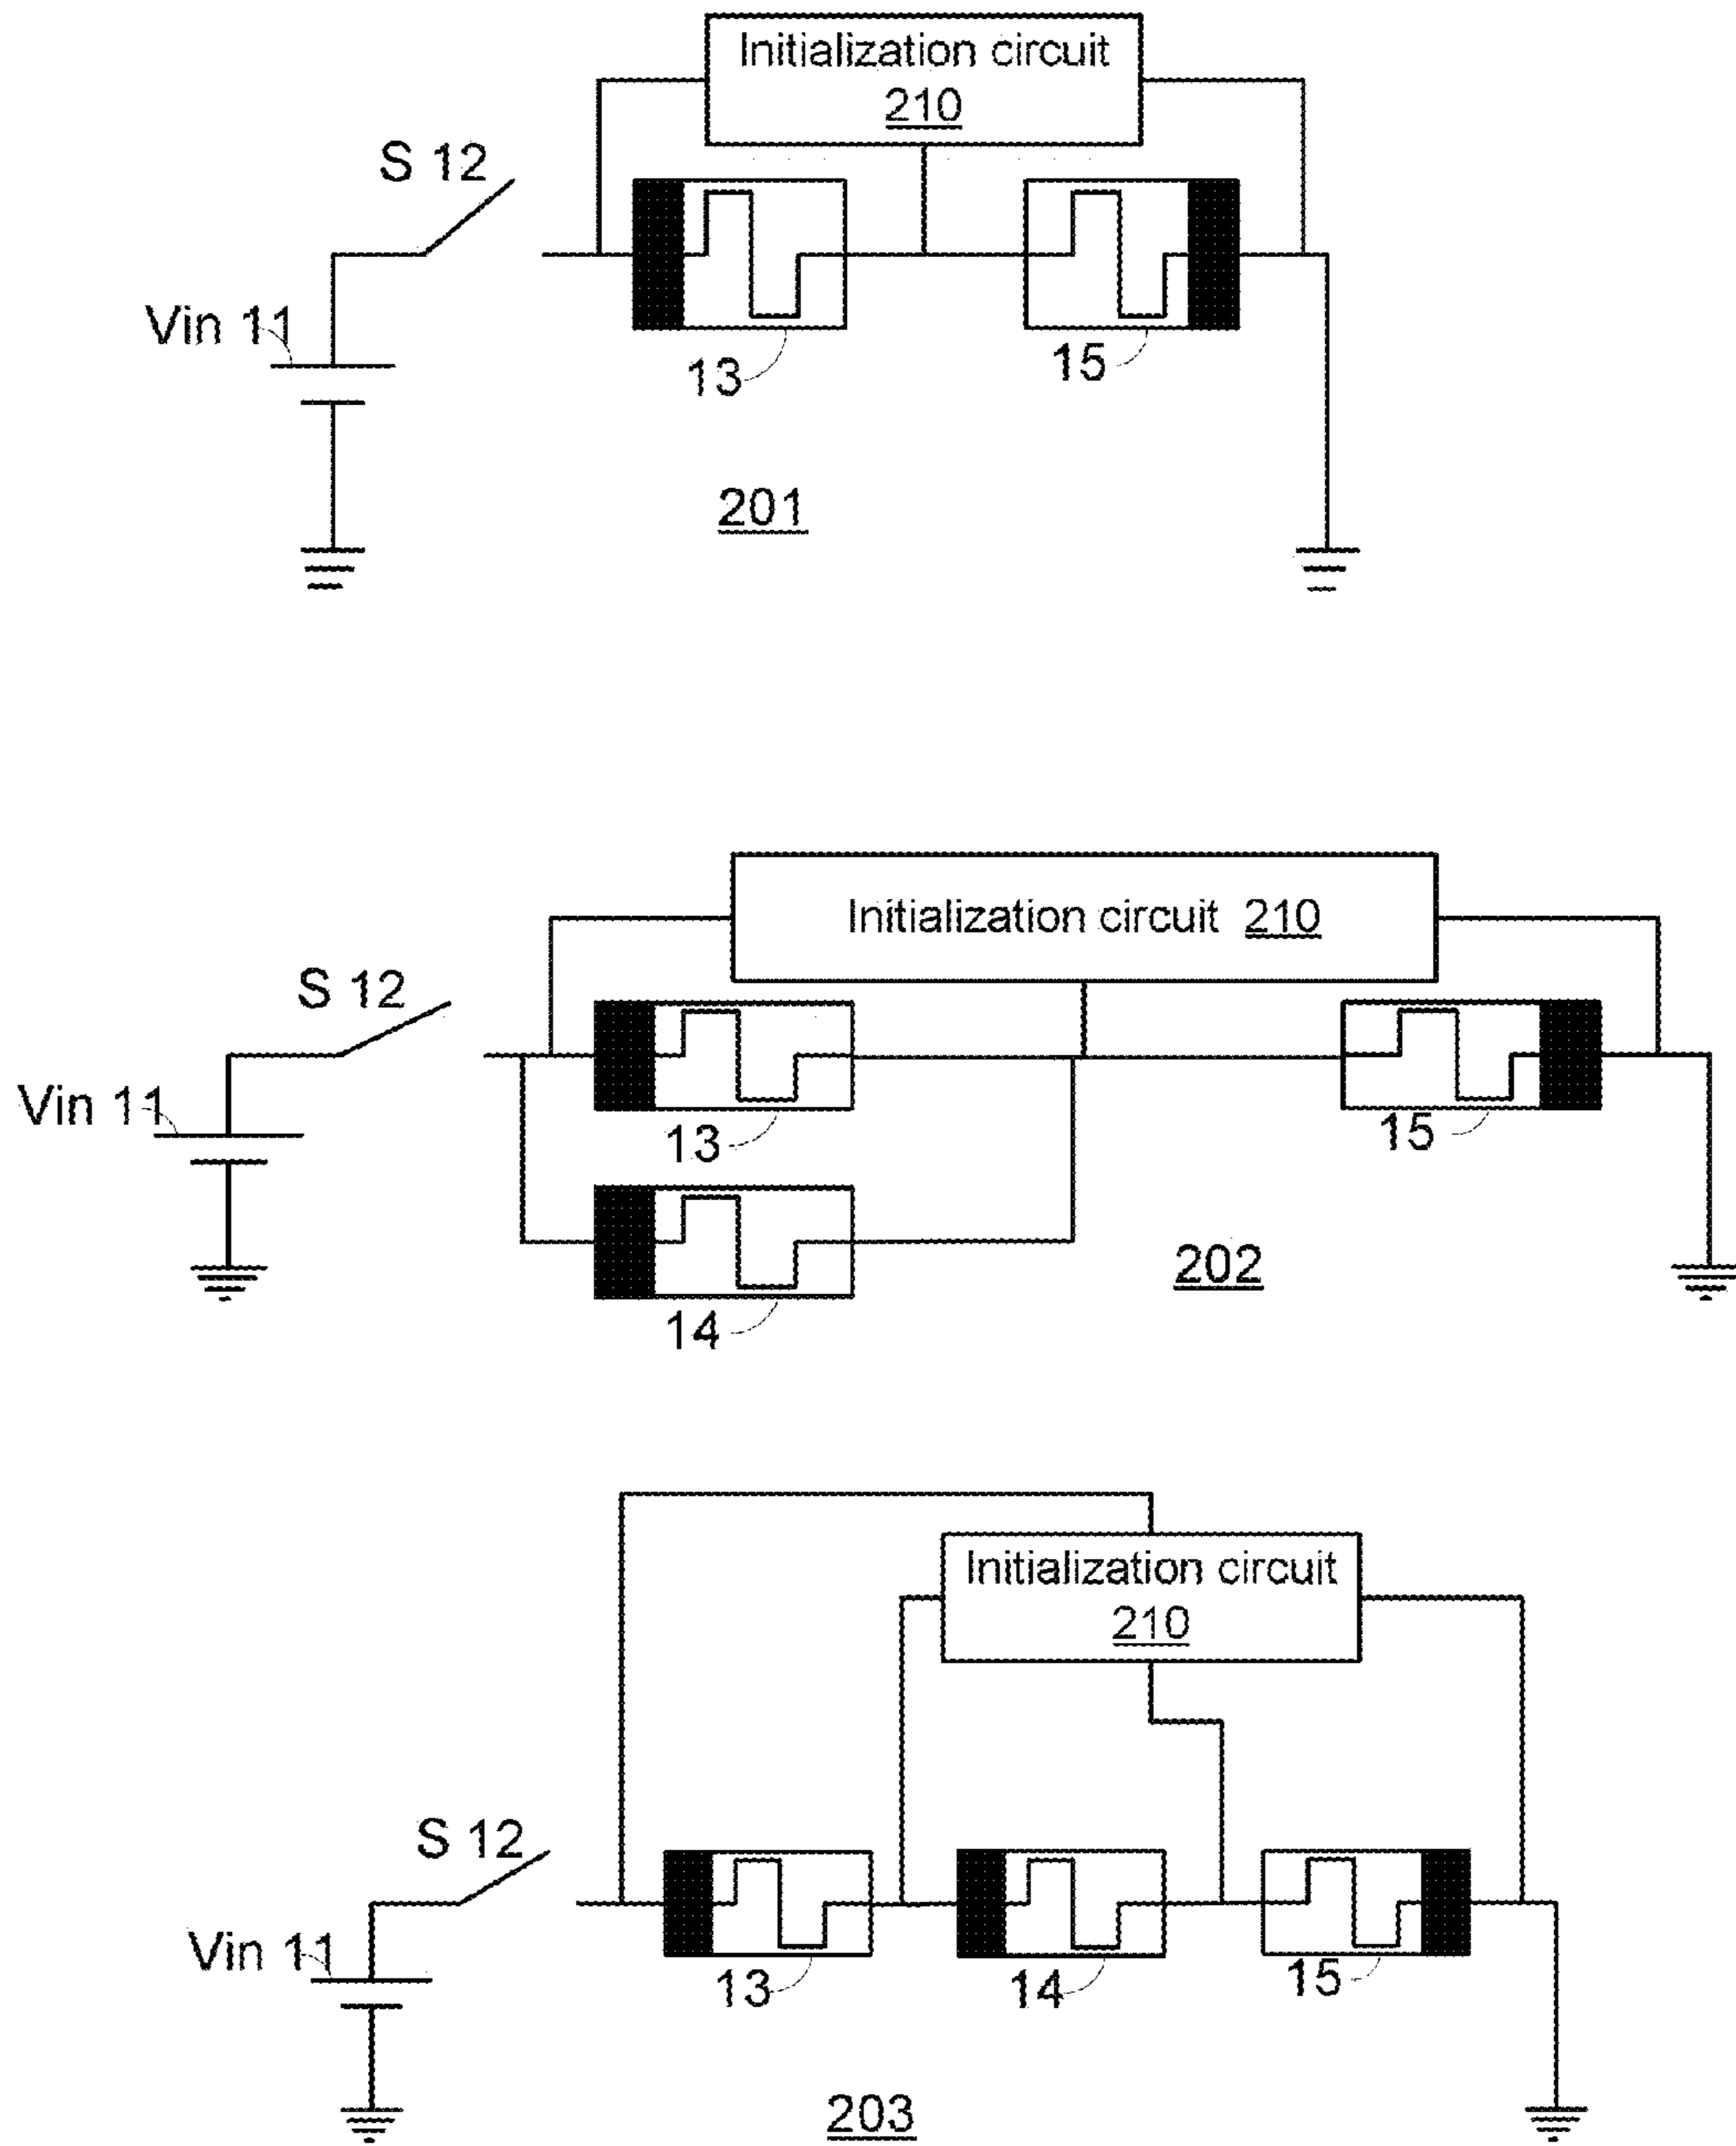 Initialization circuit
210
S 12
Vin 11
13
15
201
Initialization circuit 210
S 12
Vin 11
13
15
14
202
Initialization circuit
210
S 12
Vin 11
13
14
15
203